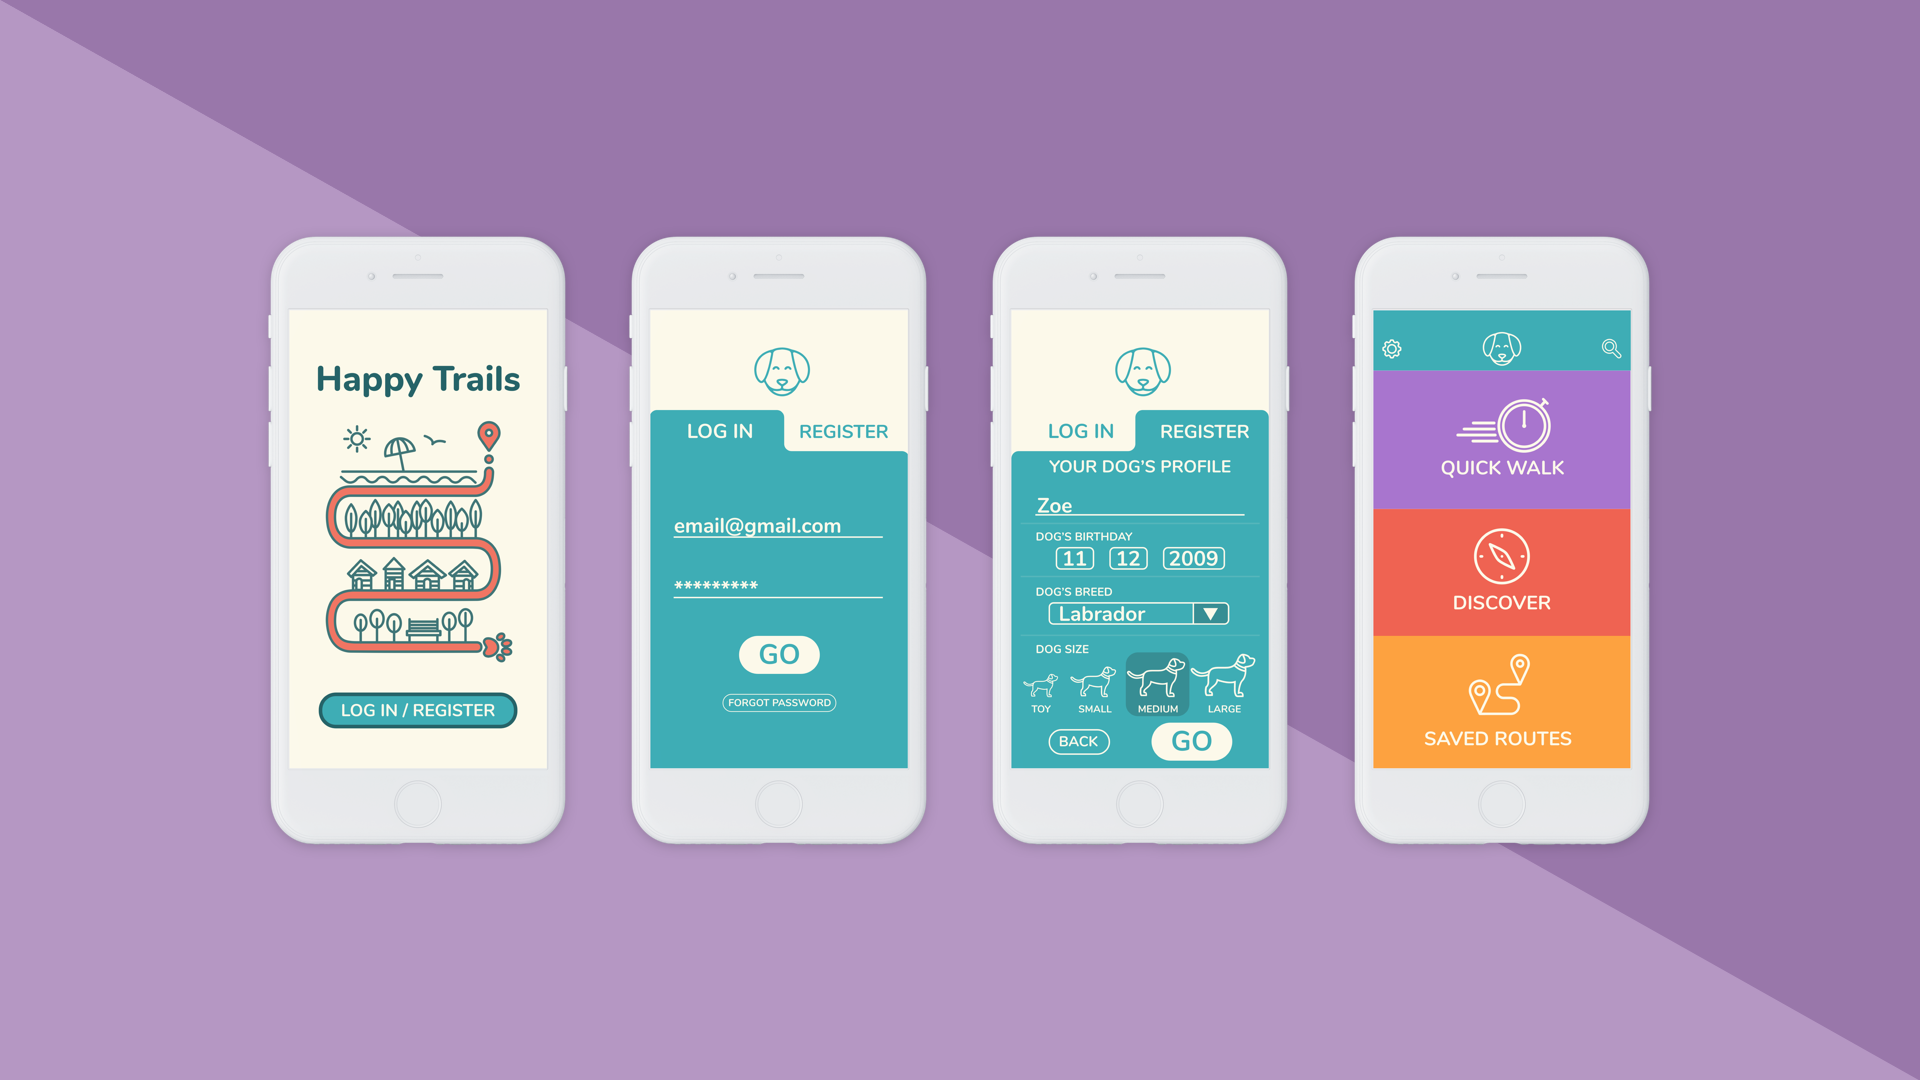 Happy Trails
LOG IN / REGISTER
LOG IN
REGISTER
email@gmail.com
*********
GO
FORGOT PASSWORD
LOG IN
REGISTER
YOUR DOG'S PROFILE
Zoe
DOG'S BIRTHDAY
11 12 2009
DOG'S BREED
Labrador
DOG SIZE
TOY SMALL MEDIUM LARGE
BACK GO
QUICK WALK
DISCOVER
SAVED ROUTES